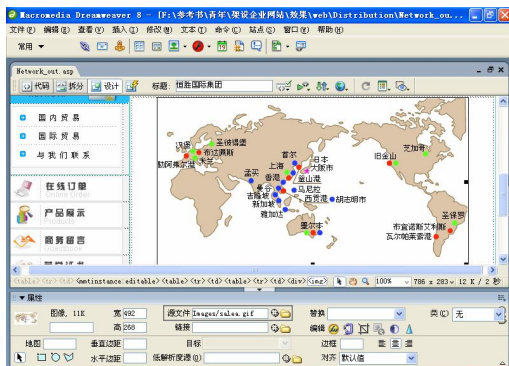 Macromedia Dreamweaver 8 - [F:\参考书\青年\架设企业网站\效果\web\Distribution\Network_ou...
文件(F) 编辑(E) 查看(V) 插入(I) 修改(M) 文本(T) 命令(C) 站点(S) 窗口(W) 帮助(H)
常用
Network_out.asp
代码 拆分 设计 标题: 恒胜国际集团
国内贸易
国际贸易
与我们联系
在线订单
产品展示
商务留言
汉堡 圣彼得堡
布达佩斯
勒阿弗尔港 米兰
首尔 日本
上海 大阪市
孟买 香港 釜山港
曼谷 马尼拉
吉隆坡 西贡港 胡志明市
新加坡
雅加达
墨尔本
芝加哥
旧金山
圣保罗
布宜诺斯艾利斯
瓦尔帕莱索港
<table> <tr> <td> <mmtinstance:editable> <table> <tr> <td> <table> <tr> <td> <div> <img> 100% 786 x 283 12 K / 2 秒
属性
图像, 11K 宽 492 源文件 Images/salea.gif 替换 类(C) 无
高 268 链接 编辑
地图 垂直边距 目标 边框
水平边距 低解析度源(O) 对齐 默认值